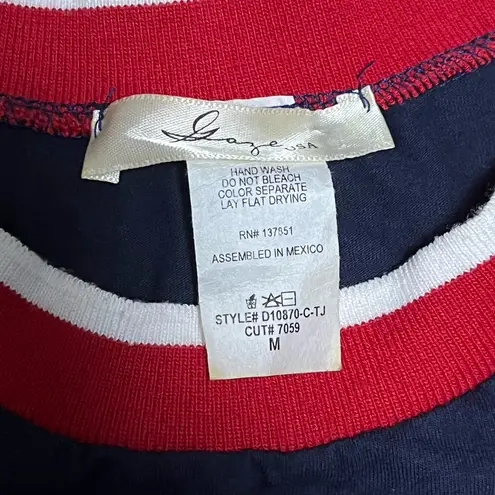 Gaze
USA
HAND WASH
DO NOT BLEACH
COLOR SEPARATE
LAY FLAT DRYING
RN# 137851
ASSEMBLED IN MEXICO
STYLE# D10870-C-TJ
CUT# 7059
M